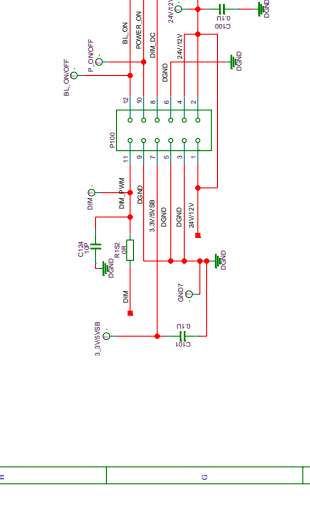 24V/12V
C100
0.1U
DGND
BL_ON
POWER_ON
DIM_DC
24V/12V
P_ON/OFF
BL_ON/OFF
DGND
DGND
12
10
8
6
4
2
P100
11
9
7
5
3
1
DIM
DIM_PWM
DGND
3.3V/5VSB
DGND
DGND
24V/12V
C124
10P
DGND
R152
0R
DGND
DIM
GND7
3_3V/5VSB
0.1U
C101
H
G